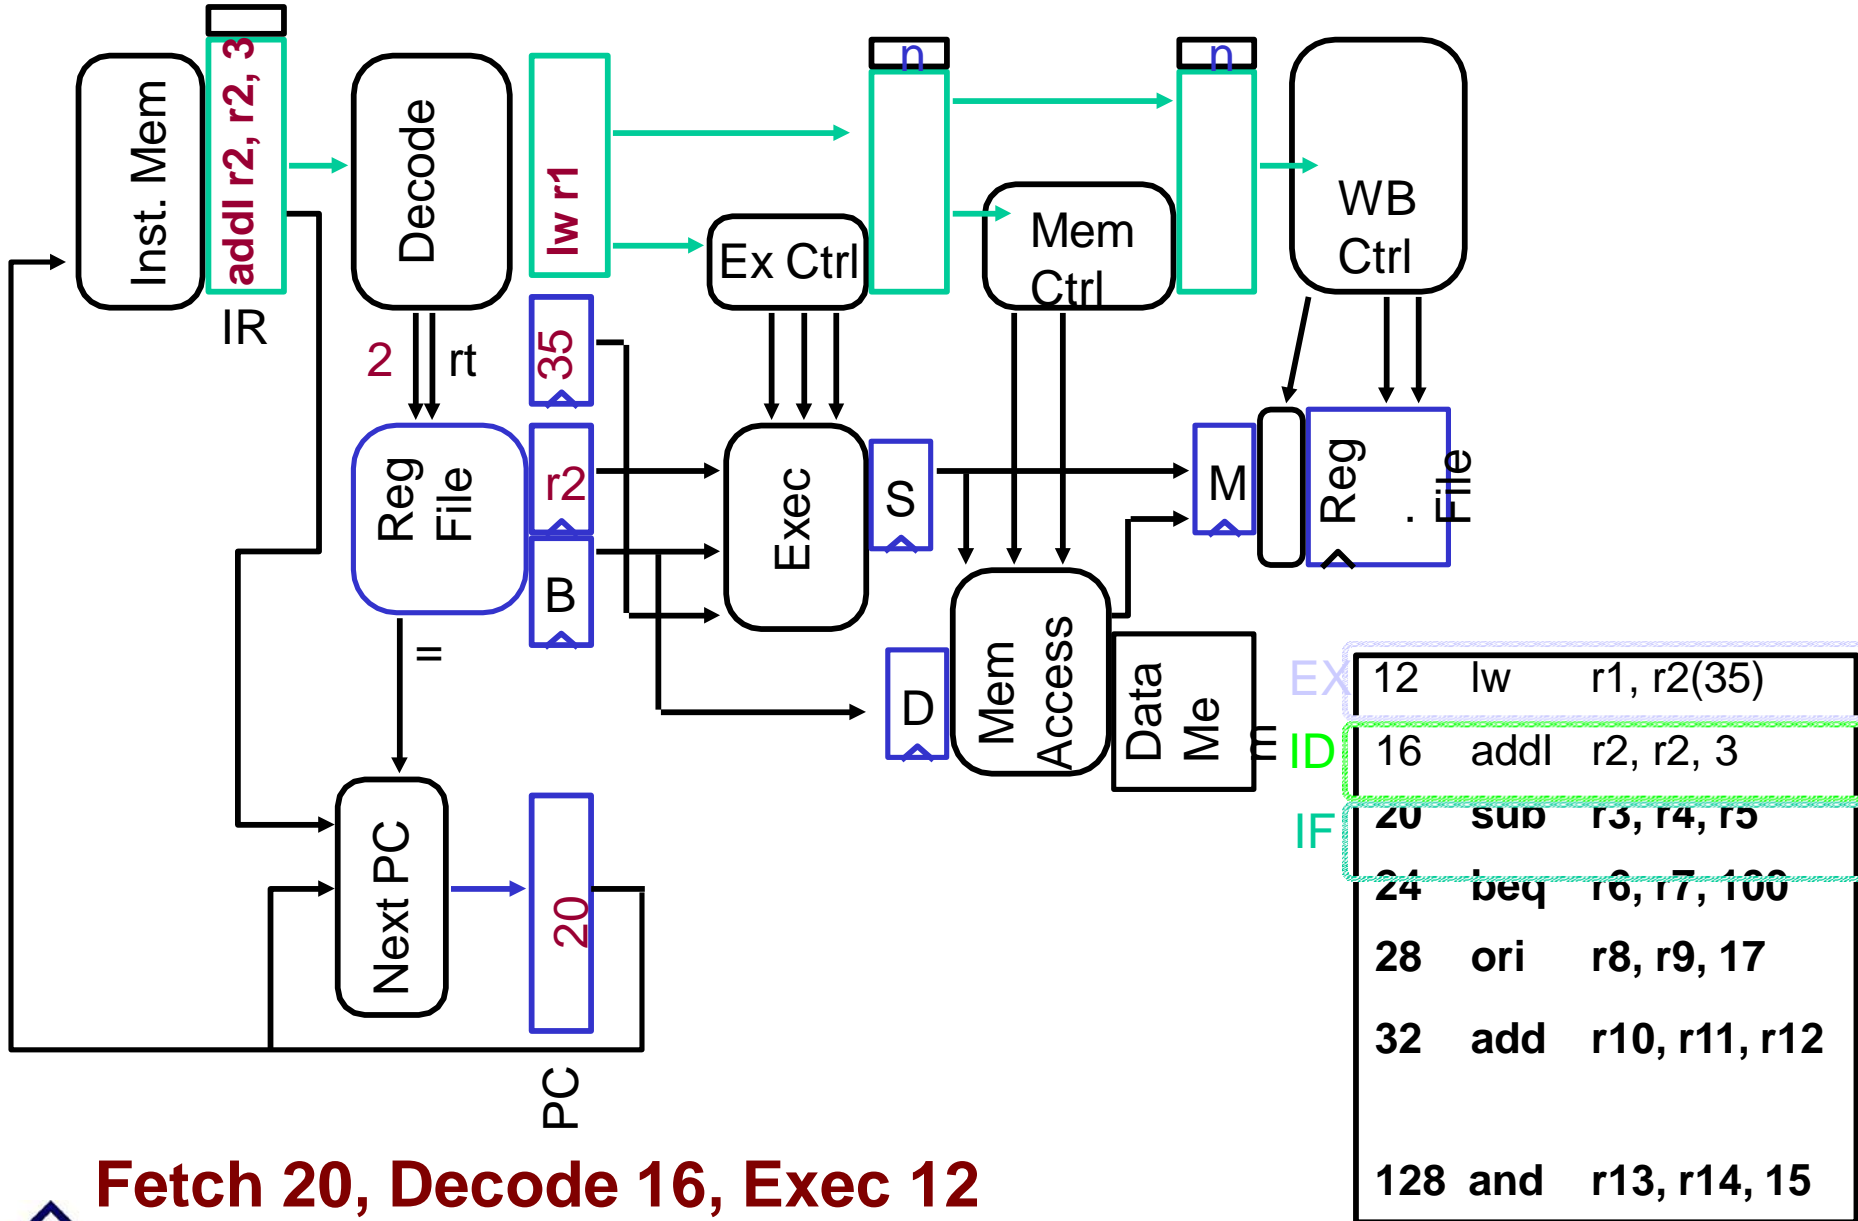 Inst. Mem
addI r2, r2, 3
IR
Decode
lw r1
n
n
WB
Ctrl
Ex Ctrl
Mem
Ctrl
2
rt
35
Reg
File
r2
B
Exec
S
M
Reg
.
File
=
D
Mem
Access
Data
Me
m
Next PC
20
PC
EX
12 lw r1, r2(35)
ID
16 addI r2, r2, 3
IF
20 sub r3, r4, r5
24 beq r6, r7, 100
28 ori r8, r9, 17
32 add r10, r11, r12
128 and r13, r14, 15
Fetch 20, Decode 16, Exec 12